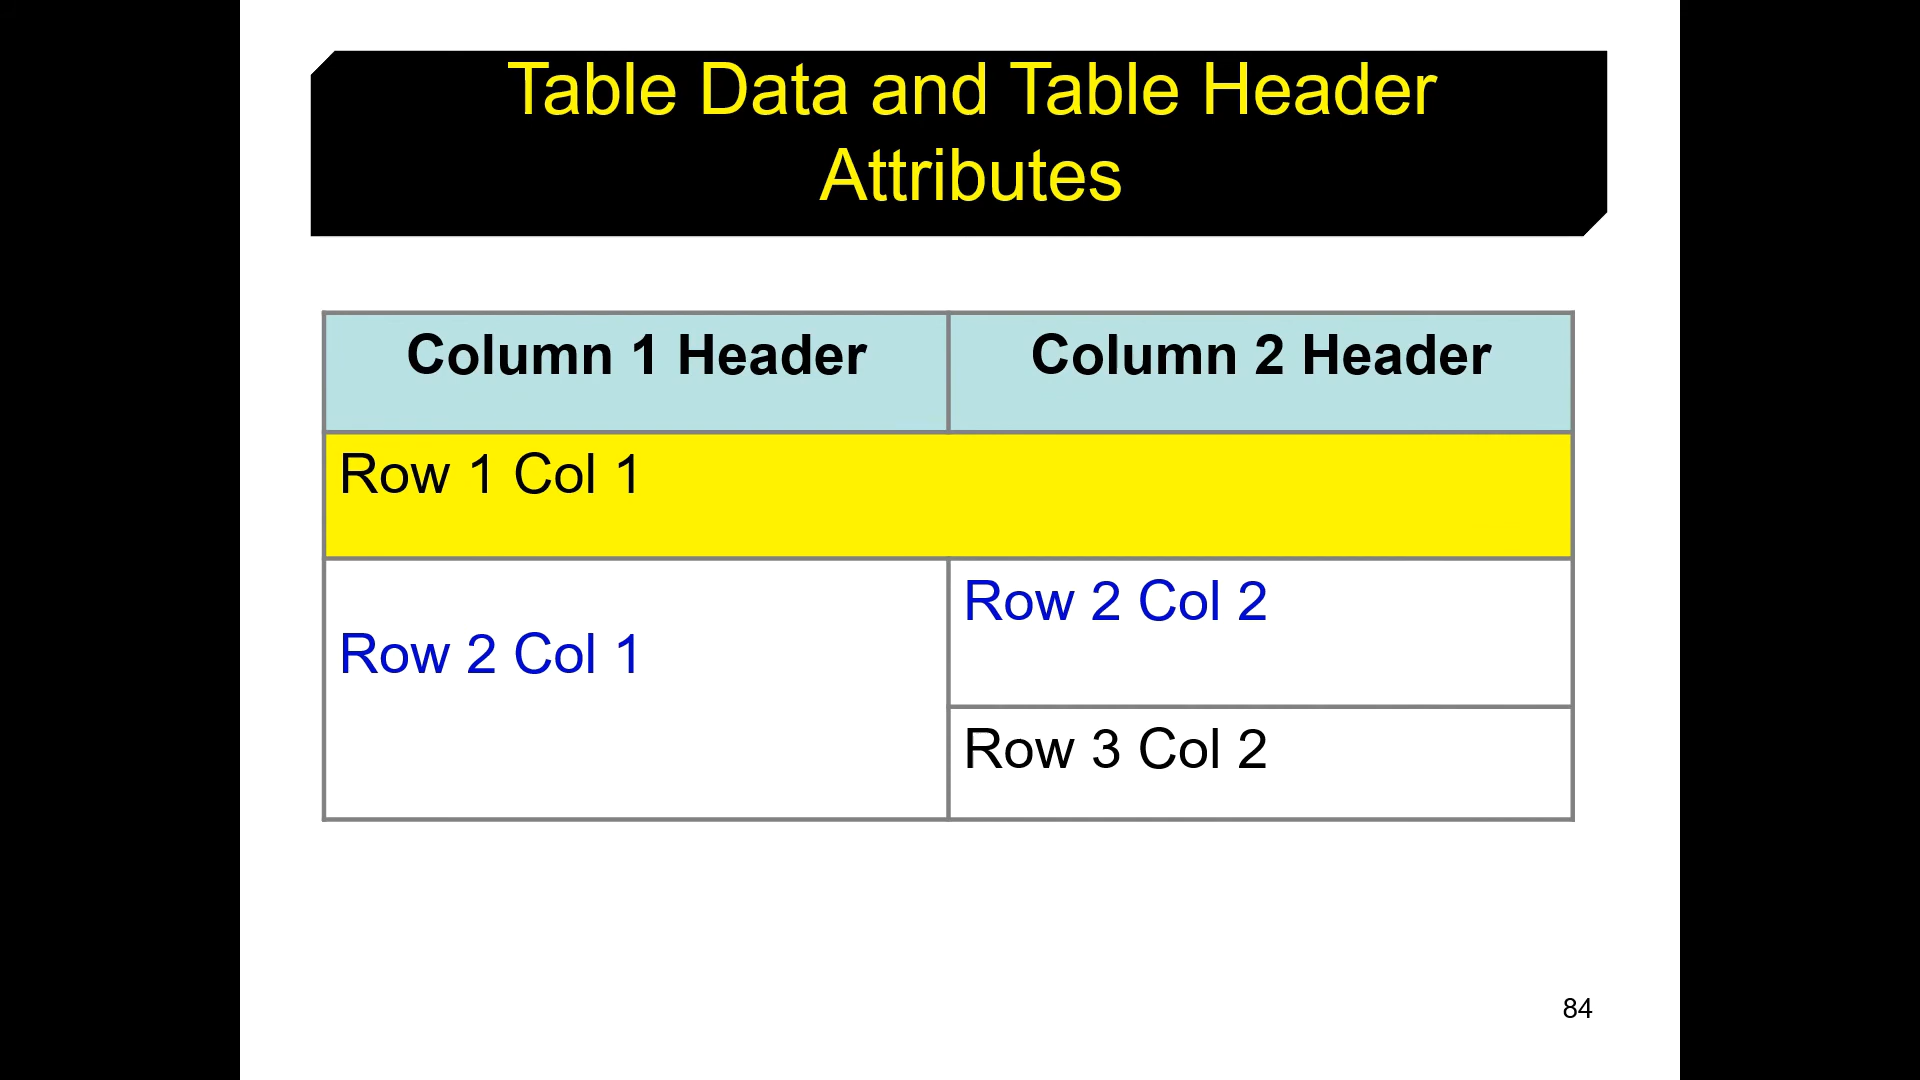 Table Data and Table Header
Attributes
Column 1 Header
Column 2 Header
Row 1 Col 1
Row 2 Col 1
Row 2 Col 2
Row 3 Col 2
84